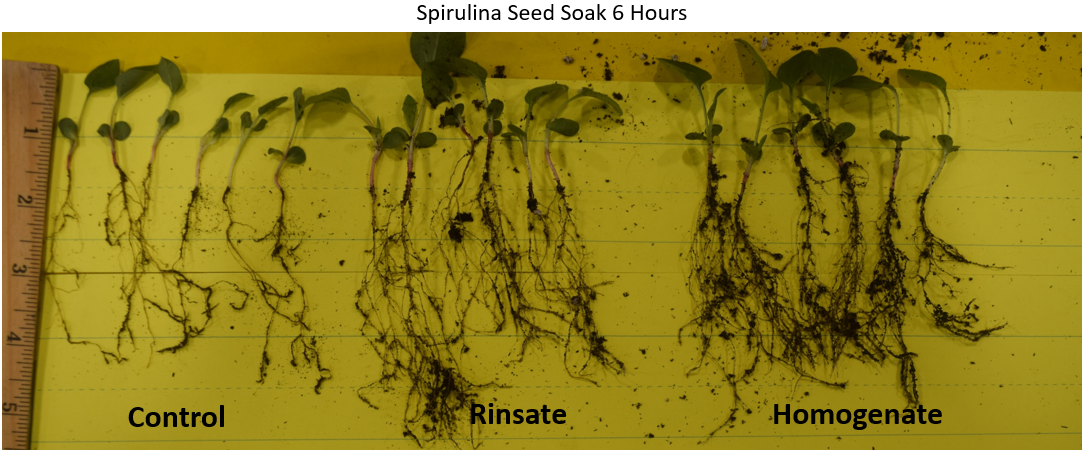 Spirulina Seed Soak 6 Hours
1
2
3
4
5
Control
Rinsate
Homogenate